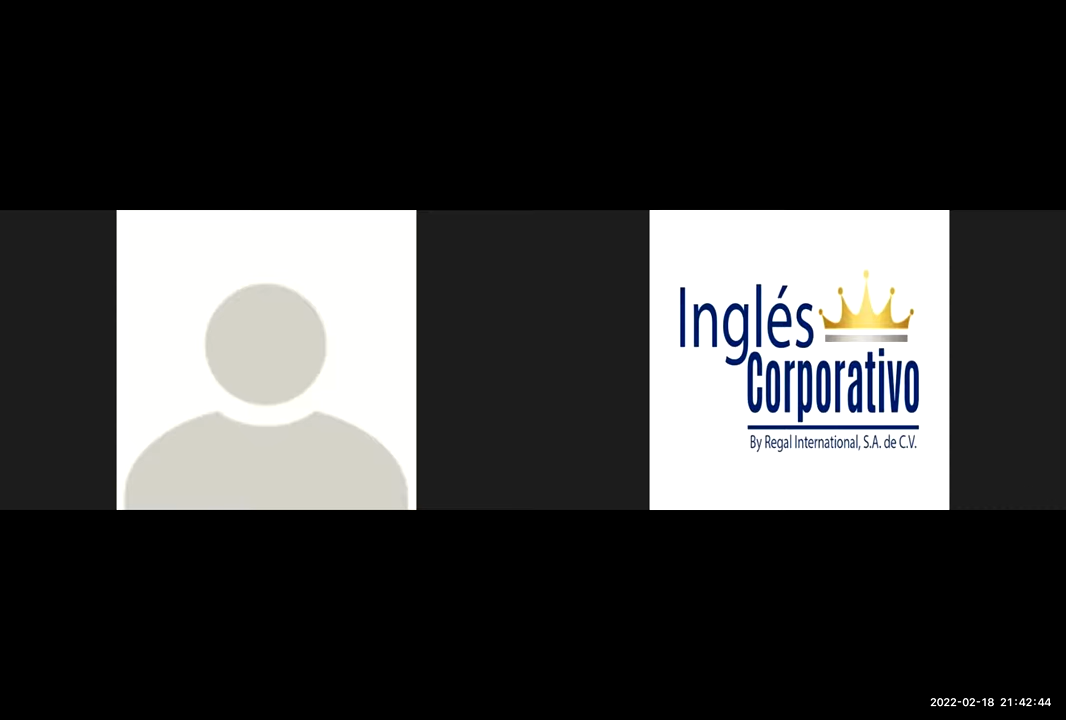 Inglés
Corporativo
By Regal International, S.A. de C.V.
2022-02-18 21:42:44